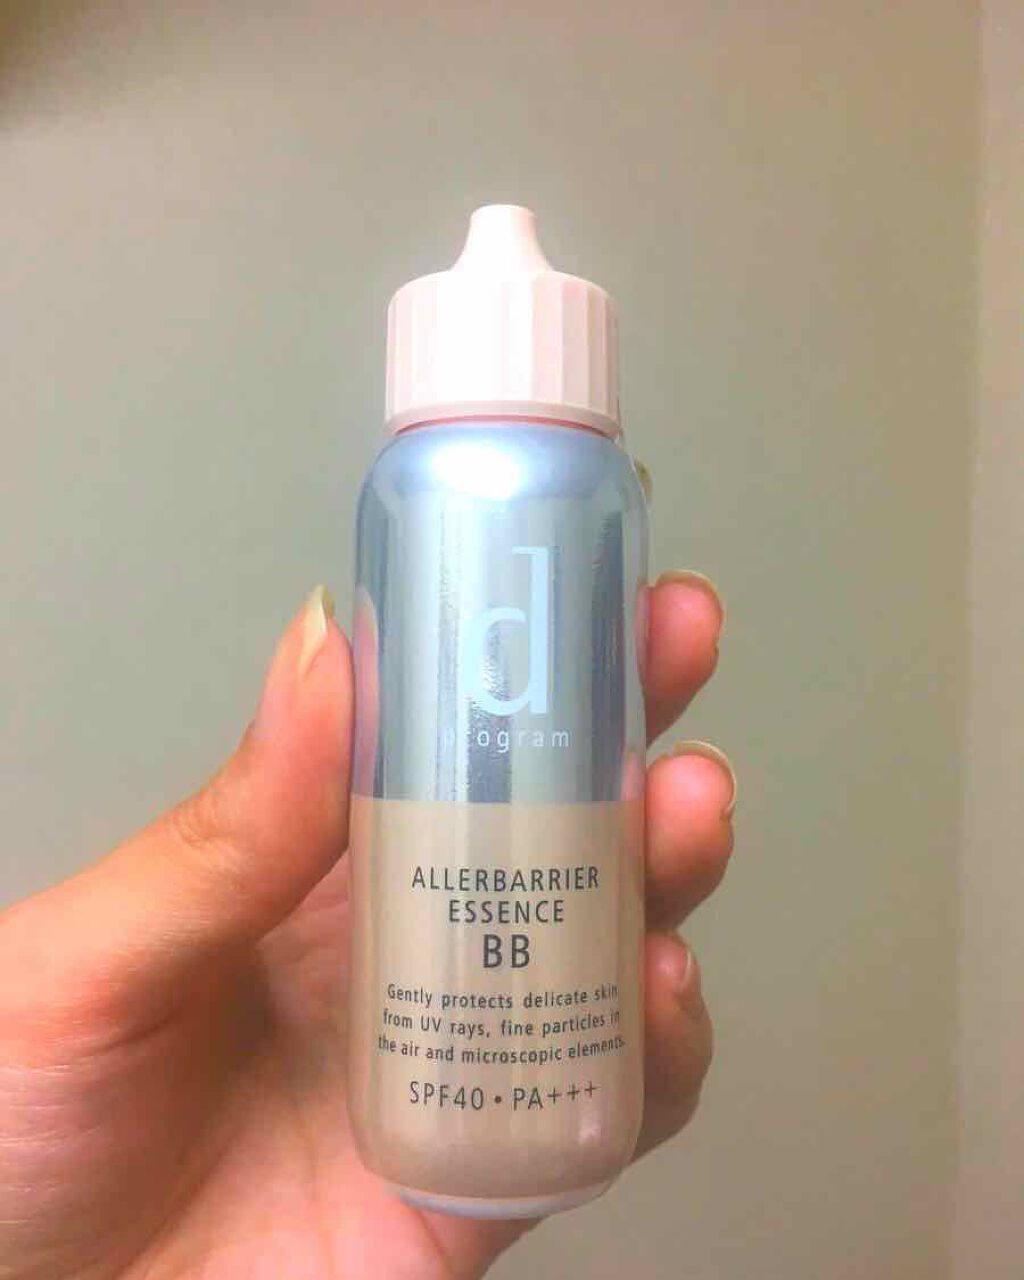 d
program
ALLERBARRIER
ESSENCE
BB
Gently protects delicate skin
from UV rays, fine particles in
the air and microscopic elements.
SPF40・PA+++